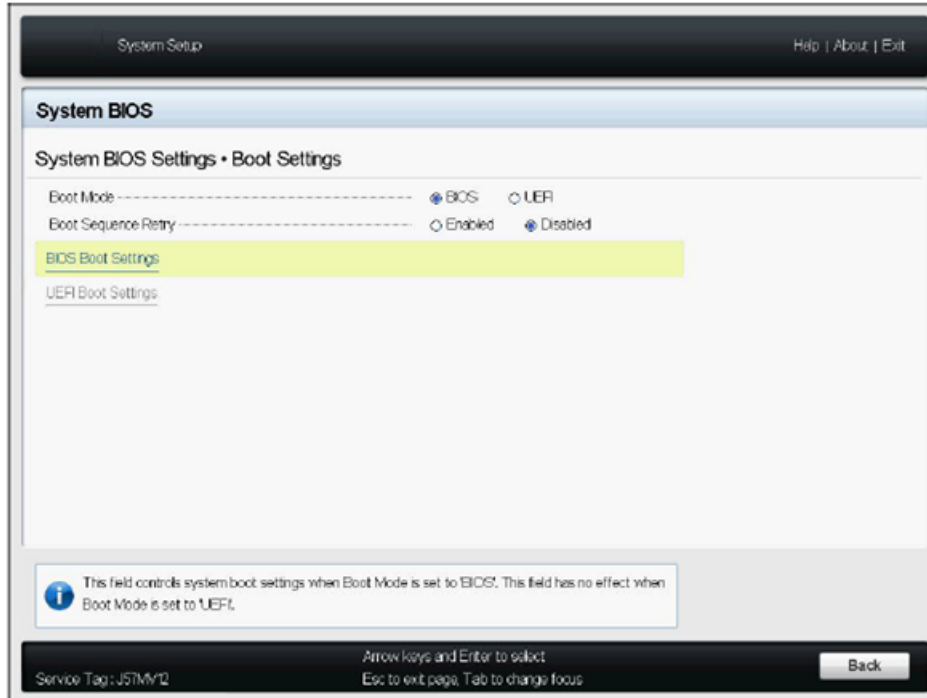 System Setup
Help | About | Exit
System BIOS
System BIOS Settings • Boot Settings
Boot Mode BIOS UEFI
Boot Sequence Retry Enabled Disabled
BIOS Boot Settings
UEFI Boot Settings
This field controls system boot settings when Boot Mode is set to 'BIOS'. This field has no effect when
Boot Mode is set to 'UEFI'.
Arrow keys and Enter to select
Service Tag : J57MV12
Esc to exit page, Tab to change focus
Back